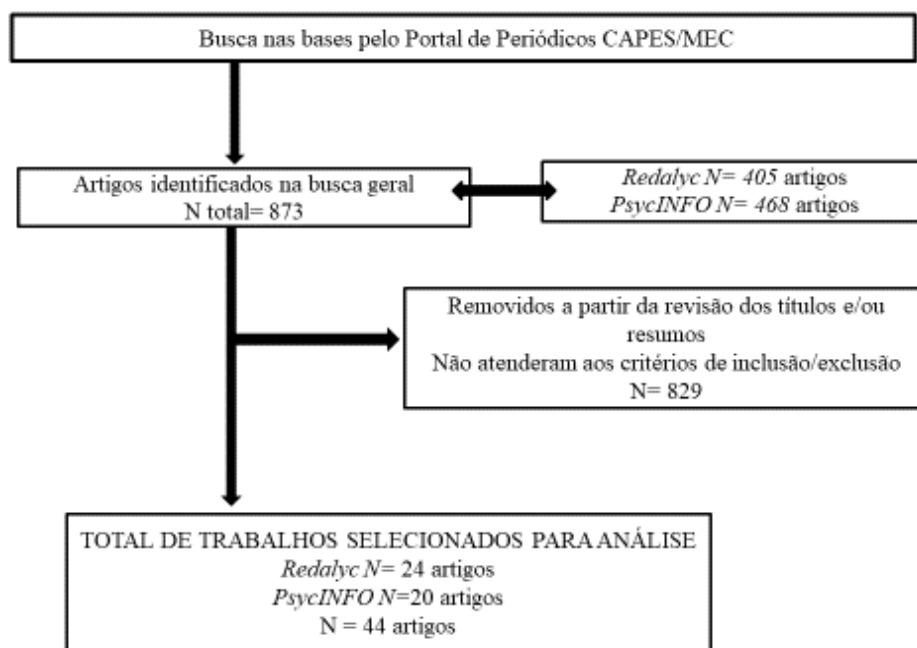 Busca nas bases pelo Portal de Periódicos CAPES/MEC
Artigos identificados na busca geral
N total= 873
Redalyc N= 405 artigos
PsycINFO N= 468 artigos
Removidos a partir da revisão dos títulos e/ou
resumos
Não atenderam aos critérios de inclusão/exclusão
N= 829
TOTAL DE TRABALHOS SELECIONADOS PARA ANÁLISE
Redalyc N= 24 artigos
PsycINFO N=20 artigos
N = 44 artigos